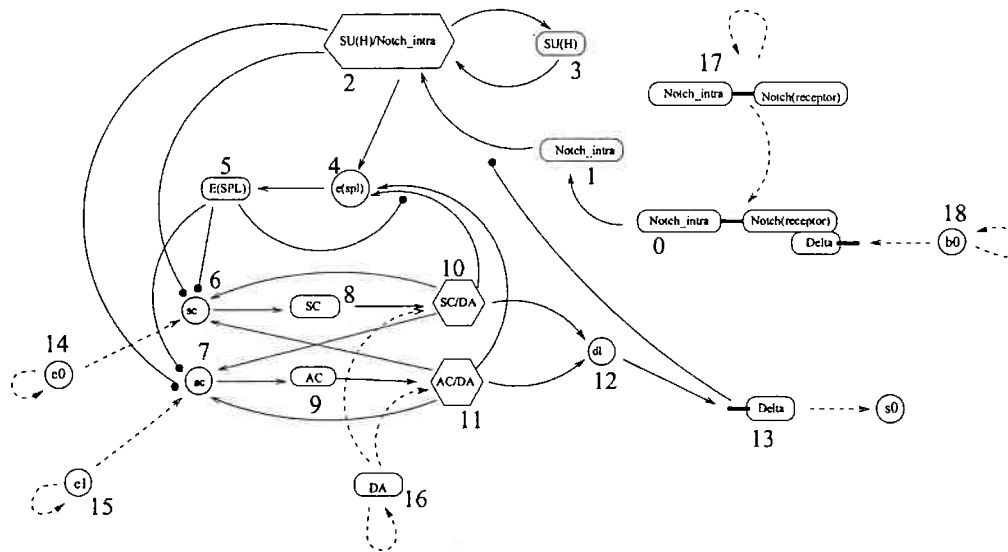 SU(H)/Notch_intra
2
SU(H)
3
17
Notch_intra
Notch(receptor)
Notch_intra
1
5
E(SPL)
4
e(spl)
Notch_intra
Notch(receptor)
0
Delta
18
b0
6
sc
SC
8
10
SC/DA
14
e0
7
ac
AC
9
AC/DA
11
dl
12
Delta
13
s0
e1
15
DA
16